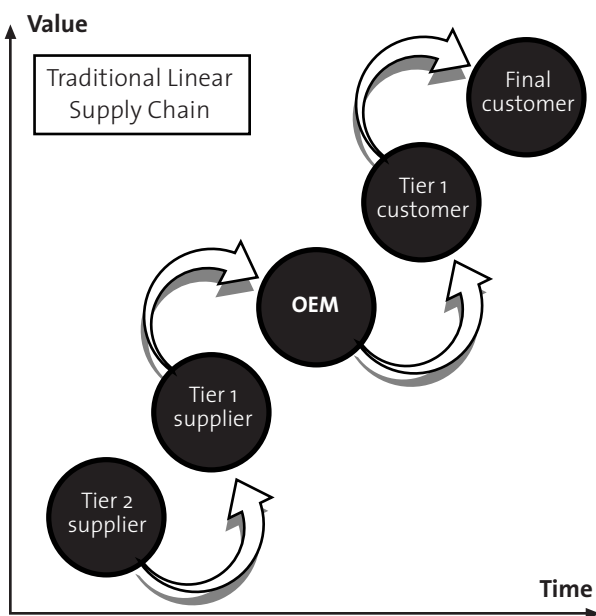 Value
Traditional Linear
Supply Chain
Final
customer
Tier 1
customer
OEM
Tier 1
supplier
Tier 2
supplier
Time